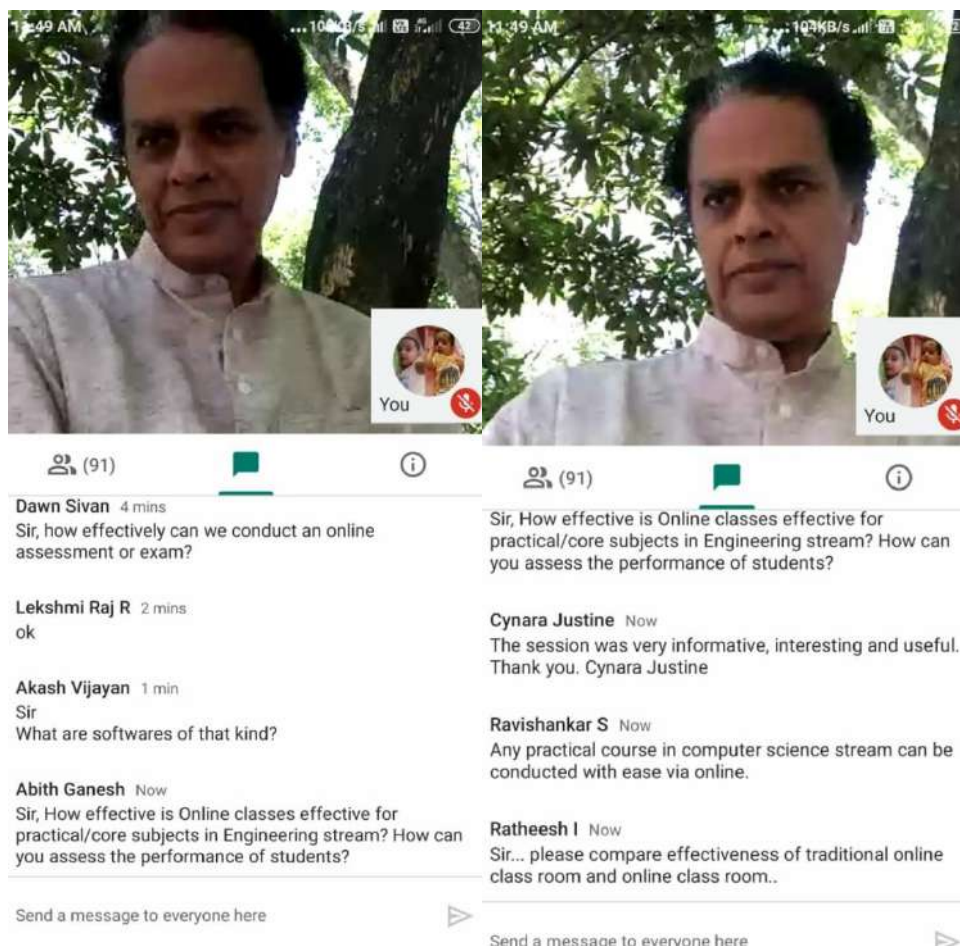 11:49 AM
You
(91)
Dawn Sivan 4 mins
Sir, how effectively can we conduct an online
assessment or exam?
Lekshmi Raj R 2 mins
ok
Akash Vijayan 1 min
Sir
What are softwares of that kind?
Abith Ganesh Now
Sir, How effective is Online classes effective for
practical/core subjects in Engineering stream? How can
you assess the performance of students?
Send a message to everyone here
11:49 AM
104KB/s
You
(91)
Sir, How effective is Online classes effective for
practical/core subjects in Engineering stream? How can
you assess the performance of students?
Cynara Justine Now
The session was very informative, interesting and useful.
Thank you. Cynara Justine
Ravishankar S Now
Any practical course in computer science stream can be
conducted with ease via online.
Ratheesh I Now
Sir... please compare effectiveness of traditional online
class room and online class room..
Send a message to everyone here